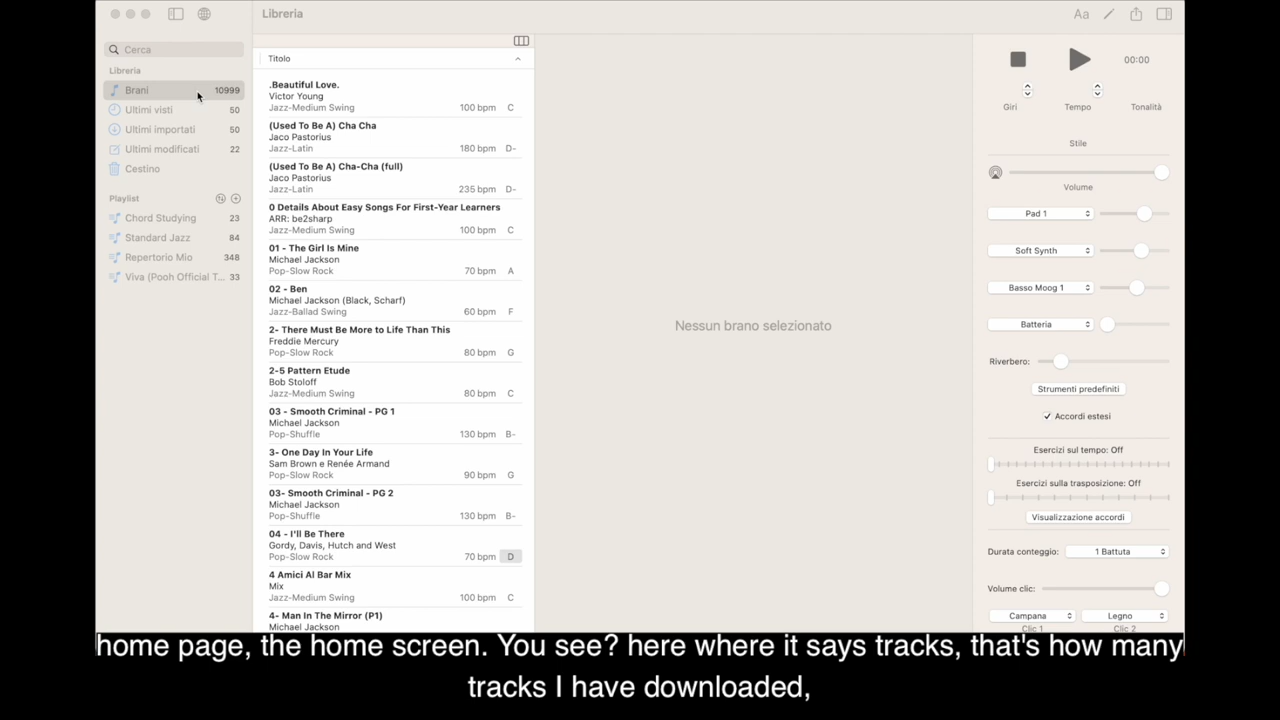 Libreria
Aa
Cerca
Libreria
Brani 10999
Ultimi visti 50
Ultimi importati 50
Ultimi modificati 22
Cestino
Playlist
Chord Studying 23
Standard Jazz 84
Repertorio Mio 348
Viva (Pooh Official T... 33
Titolo
.Beautiful Love.
Victor Young
Jazz-Medium Swing 100 bpm C
(Used To Be A) Cha Cha
Jaco Pastorius
Jazz-Latin 180 bpm D-
(Used To Be A) Cha-Cha (full)
Jaco Pastorius
Jazz-Latin 235 bpm D-
0 Details About Easy Songs For First-Year Learners
ARR: be2sharp
Jazz-Medium Swing 100 bpm C
01 - The Girl Is Mine
Michael Jackson
Pop-Slow Rock 70 bpm A
02 - Ben
Michael Jackson (Black, Scharf)
Jazz-Ballad Swing 60 bpm F
2- There Must Be More to Life Than This
Freddie Mercury
Pop-Slow Rock 80 bpm G
2-5 Pattern Etude
Bob Stoloff
Jazz-Medium Swing 80 bpm C
03 - Smooth Criminal - PG 1
Michael Jackson
Pop-Shuffle 130 bpm B-
3- One Day In Your Life
Sam Brown e Renée Armand
Pop-Slow Rock 90 bpm G
03- Smooth Criminal - PG 2
Michael Jackson
Pop-Shuffle 130 bpm B-
04 - I'll Be There
Gordy, Davis, Hutch and West
Pop-Slow Rock 70 bpm D
4 Amici Al Bar Mix
Mix
Jazz-Medium Swing 100 bpm C
4- Man In The Mirror (P1)
Michael Jackson
Nessun brano selezionato
00:00
Giri Tempo Tonalità
Stile
Volume
Pad 1
Soft Synth
Basso Moog 1
Batteria
Riverbero:
Strumenti predefiniti
Accordi estesi
Esercizi sul tempo: Off
Esercizi sulla trasposizione: Off
Visualizzazione accordi
Durata conteggio: 1 Battuta
Volume clic:
Campana Legno
Clic 1 Clic 2
home page, the home screen. You see? here where it says tracks, that's how many
tracks I have downloaded,